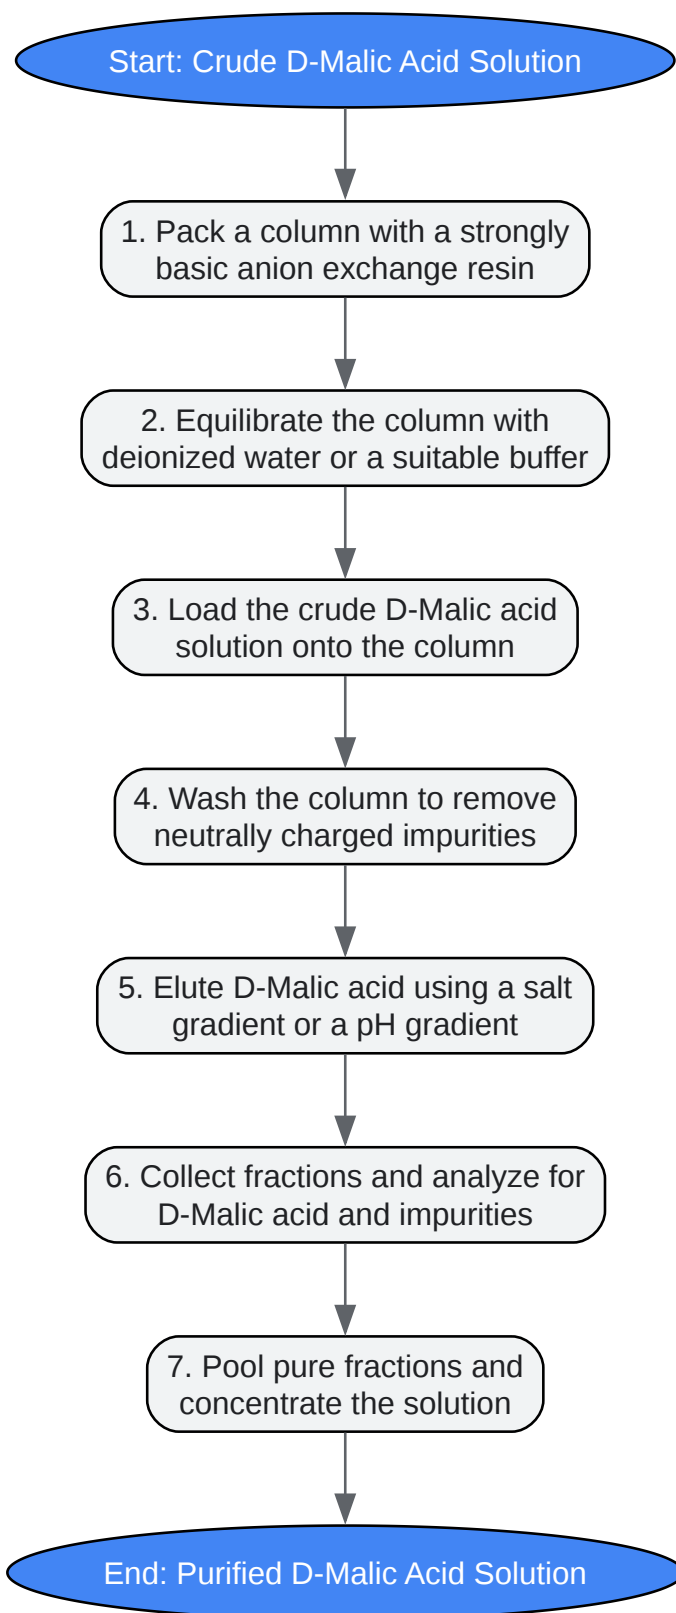 Start: Crude D-Malic Acid Solution
1. Pack a column with a strongly
basic anion exchange resin
2. Equilibrate the column with
deionized water or a suitable buffer
3. Load the crude D-Malic acid
solution onto the column
4. Wash the column to remove
neutrally charged impurities
5. Elute D-Malic acid using a salt
gradient or a pH gradient
6. Collect fractions and analyze for
D-Malic acid and impurities
7. Pool pure fractions and
concentrate the solution
End: Purified D-Malic Acid Solution